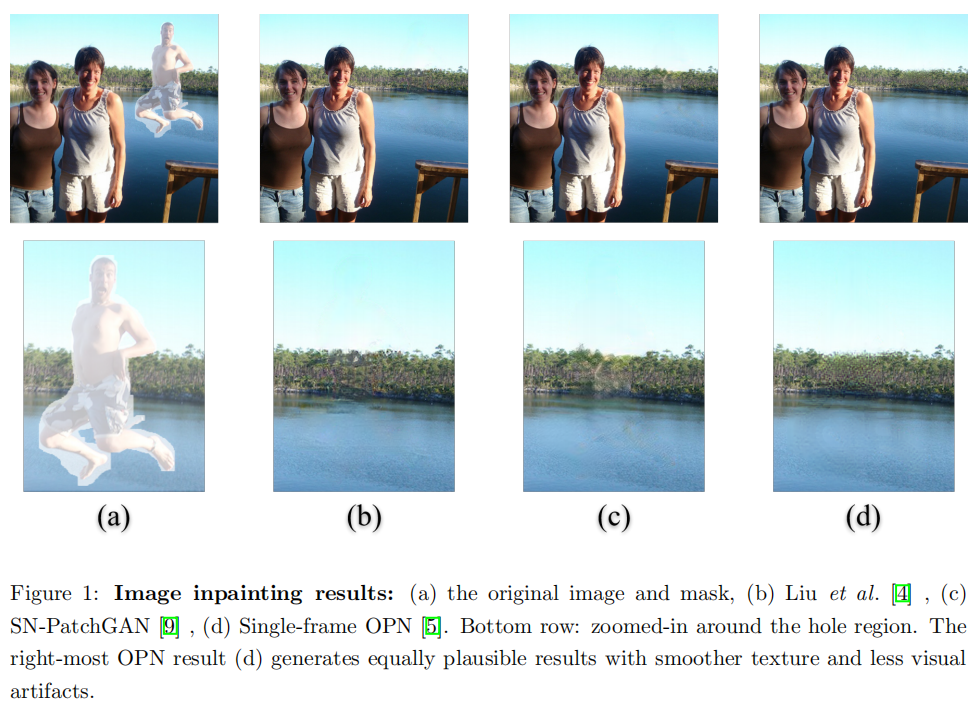 (a) (b) (c) (d)
Figure 1: Image inpainting results: (a) the original image and mask, (b) Liu et al. [4] , (c)
SN-PatchGAN [9] , (d) Single-frame OPN [5]. Bottom row: zoomed-in around the hole region. The
right-most OPN result (d) generates equally plausible results with smoother texture and less visual
artifacts.